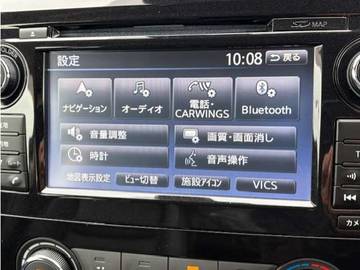 SD MAP
設定
10:08
戻る
ナビゲーション
オーディオ
電話・
CARWINGS
Bluetooth
音量調整
画質・画面消し
時計
音声操作
地図表示設定
ビュー切替
施設アイコン
VICS
カメ